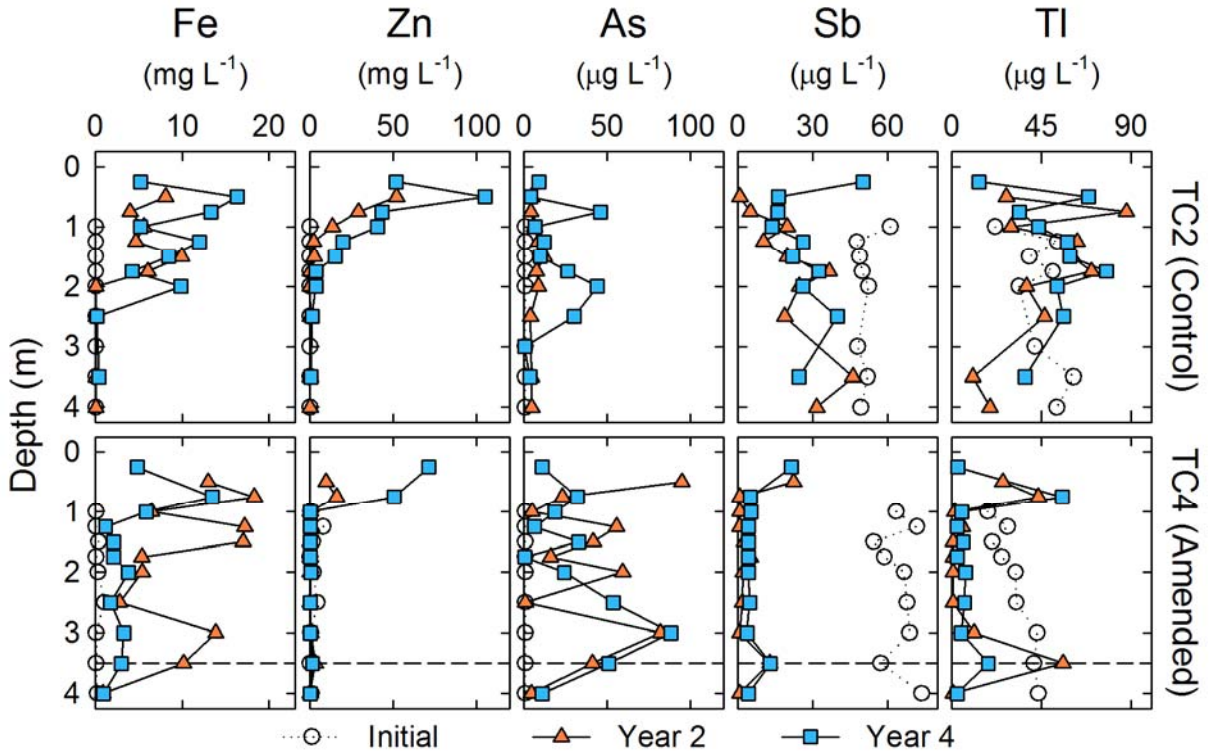 Fe Zn As Sb Tl
(mg L⁻¹) (mg L⁻¹) (µg L⁻¹) (µg L⁻¹) (µg L⁻¹)
0 10 20 0 50 100 0 50 100 0 30 60 0 45 90
0
1
2
3
4
TC2 (Control)
Depth (m)
0
1
2
3
4
TC4 (Amended)
Initial Year 2 Year 4